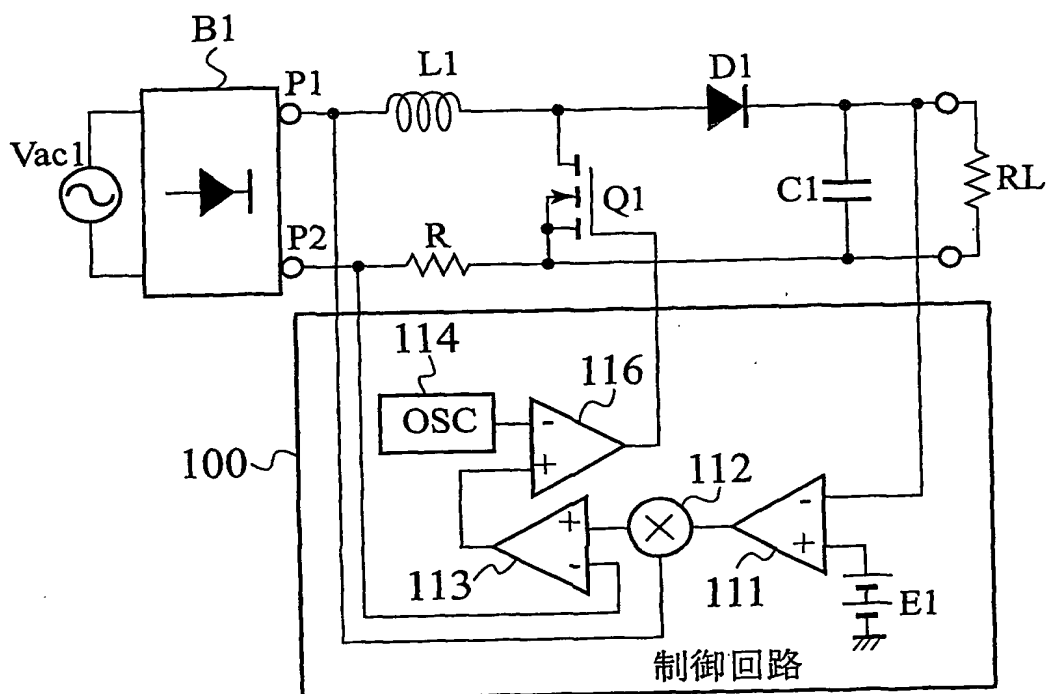 B1
P1
L1
D1
Vac1
Q1
C1
RL
P2
R
114
OSC
116
-
+
100
112
113
+
-
111
-
+
E1
制御回路